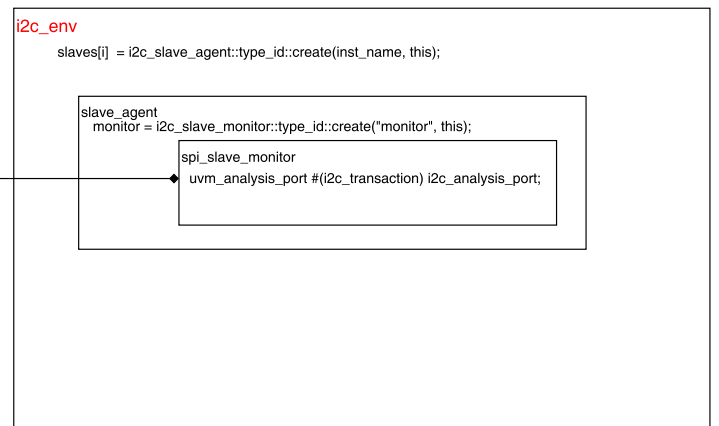 i2c_env
slaves[i] = i2c_slave_agent::type_id::create(inst_name, this);
slave_agent
monitor = i2c_slave_monitor::type_id::create("monitor", this);
spi_slave_monitor
uvm_analysis_port #(i2c_transaction) i2c_analysis_port;